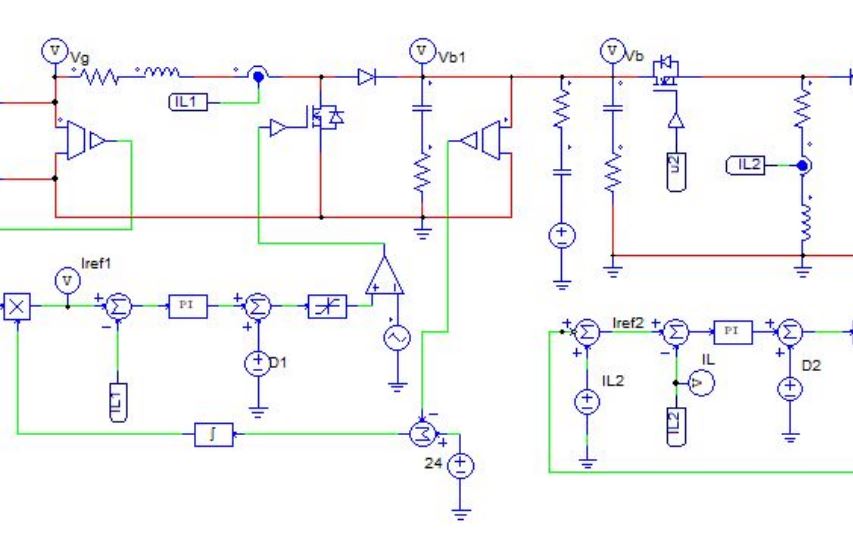 V
Vg
V
Vb1
V
Vb
IL1
u2
IL2
V
Iref1
Σ
PI
Σ
D1
IL1
∫
Σ
24
Σ
Iref2
Σ
PI
Σ
IL2
IL
V
D2
IL2